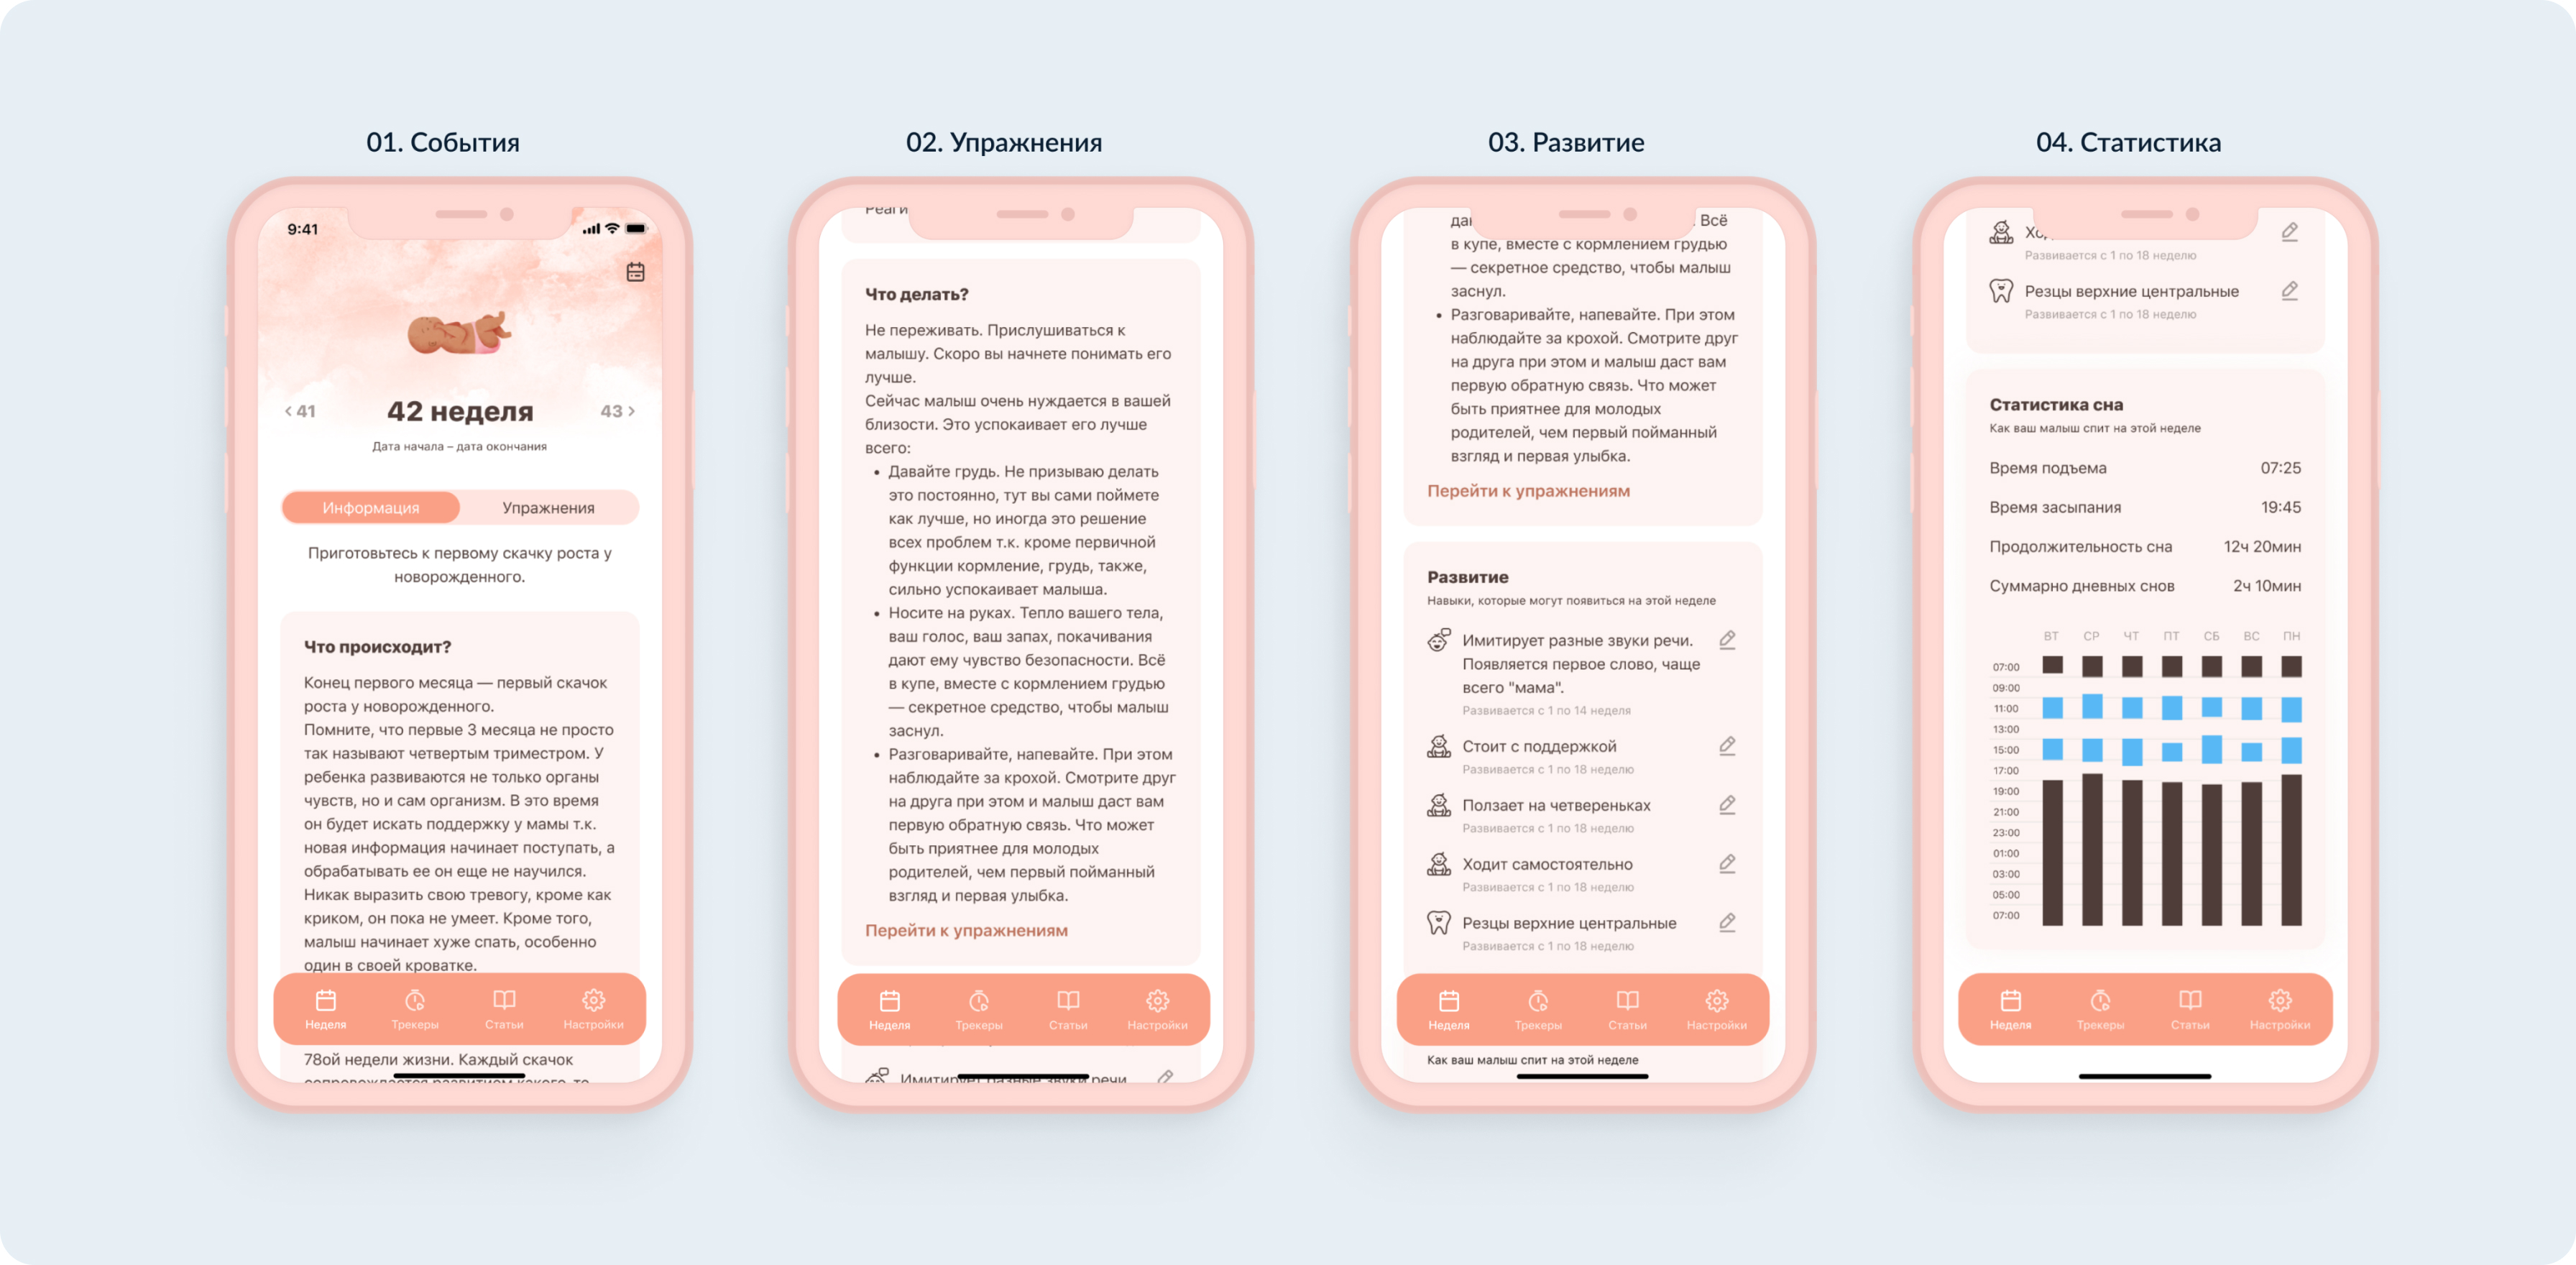 01. События
9:41
< 41 42 неделя 43 >
Дата начала – дата окончания
Информация Упражнения
Приготовьтесь к первому скачку роста у
новорожденного.
Что происходит?
Конец первого месяца — первый скачок
роста у новорожденного.
Помните, что первые 3 месяца не просто
так называют четвертым триместром. У
ребенка развиваются не только органы
чувств, но и сам организм. В это время
он будет искать поддержку у мамы т.к.
новая информация начинает поступать, а
обрабатывать ее он еще не научился.
Никак выразить свою тревогу, кроме как
криком, он пока не умеет. Кроме того,
малыш начинает хуже спать, особенно
один в своей кроватке.
Неделя Трекеры Статьи Настройки
78ой недели жизни. Каждый скачок
02. Упражнения
Что делать?
Не переживать. Прислушиваться к
малышу. Скоро вы начнете понимать его
лучше.
Сейчас малыш очень нуждается в вашей
близости. Это успокаивает его лучше
всего:
• Давайте грудь. Не призываю делать
это постоянно, тут вы сами поймете
как лучше, но иногда это решение
всех проблем т.к. кроме первичной
функции кормление, грудь, также,
сильно успокаивает малыша.
• Носите на руках. Тепло вашего тела,
ваш голос, ваш запах, покачивания
дают ему чувство безопасности. Всё
в купе, вместе с кормлением грудью
— секретное средство, чтобы малыш
заснул.
• Разговаривайте, напевайте. При этом
наблюдайте за крохой. Смотрите друг
на друга при этом и малыш даст вам
первую обратную связь. Что может
быть приятнее для молодых
родителей, чем первый пойманный
взгляд и первая улыбка.
Перейти к упражнениям
Неделя Трекеры Статьи Настройки
Имитирует разные звуки речи
03. Развитие
Всё
в купе, вместе с кормлением грудью
— секретное средство, чтобы малыш
заснул.
• Разговаривайте, напевайте. При этом
наблюдайте за крохой. Смотрите друг
на друга при этом и малыш даст вам
первую обратную связь. Что может
быть приятнее для молодых
родителей, чем первый пойманный
взгляд и первая улыбка.
Перейти к упражнениям
Развитие
Навыки, которые могут появиться на этой неделе
Имитирует разные звуки речи.
Появляется первое слово, чаще
всего "мама".
Развивается с 1 по 14 неделя
Стоит с поддержкой
Развивается с 1 по 18 неделю
Ползает на четвереньках
Развивается с 1 по 18 неделю
Ходит самостоятельно
Развивается с 1 по 18 неделю
Резцы верхние центральные
Развивается с 1 по 18 неделю
Неделя Трекеры Статьи Настройки
Как ваш малыш спит на этой неделе
04. Статистика
Развивается с 1 по 18 неделю
Резцы верхние центральные
Развивается с 1 по 18 неделю
Статистика сна
Как ваш малыш спит на этой неделе
Время подъема 07:25
Время засыпания 19:45
Продолжительность сна 12ч 20мин
Суммарно дневных снов 2ч 10мин
ВТ СР ЧТ ПТ СБ ВС ПН
07:00
09:00
11:00
13:00
15:00
17:00
19:00
21:00
23:00
01:00
03:00
05:00
07:00
Неделя Трекеры Статьи Настройки